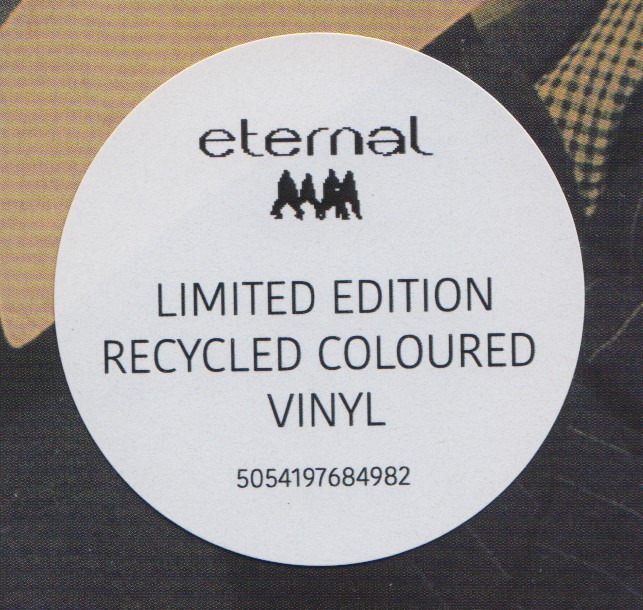 eternal
LIMITED EDITION
RECYCLED COLOURED
VINYL
5054197684982